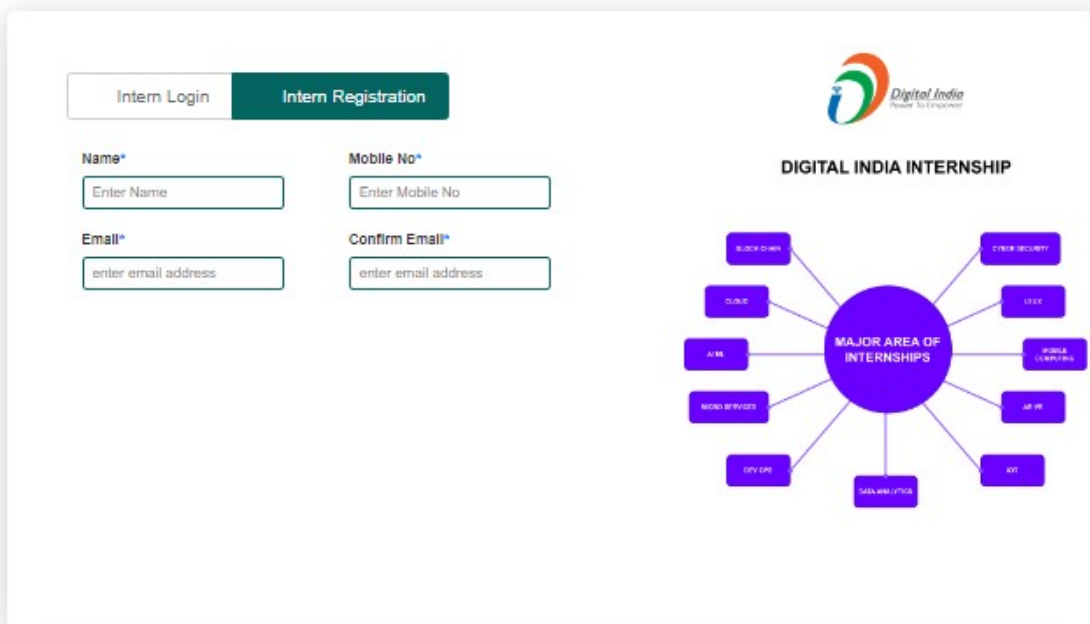 Intern Login
Intern Registration
Name*
Mobile No*
Enter Name
Enter Mobile No
Email*
Confirm Email*
enter email address
enter email address
Digital India
Power To Empower
DIGITAL INDIA INTERNSHIP
BLOCK CHAIN
CYBER SECURITY
CLOUD
UI UX
AI ML
MAJOR AREA OF
INTERNSHIPS
MOBILE
COMPUTING
MICRO SERVICES
AR VR
DEV OPS
IOT
DATA ANALYTICS